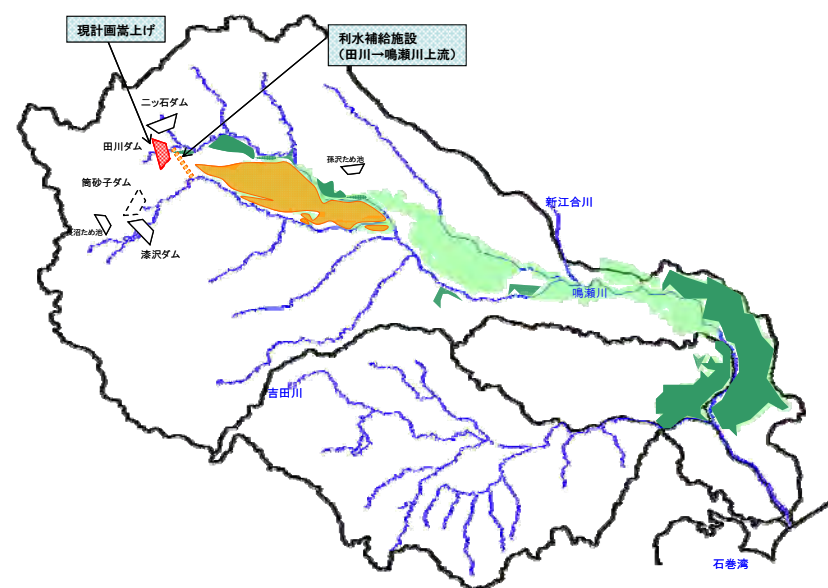 現計画嵩上げ
利水補給施設
（田川→鳴瀬川上流）
二ッ石ダム
田川ダム
孫沢ため池
筒砂子ダム
新江合川
沼ため池
漆沢ダム
鳴瀬川
吉田川
石巻湾